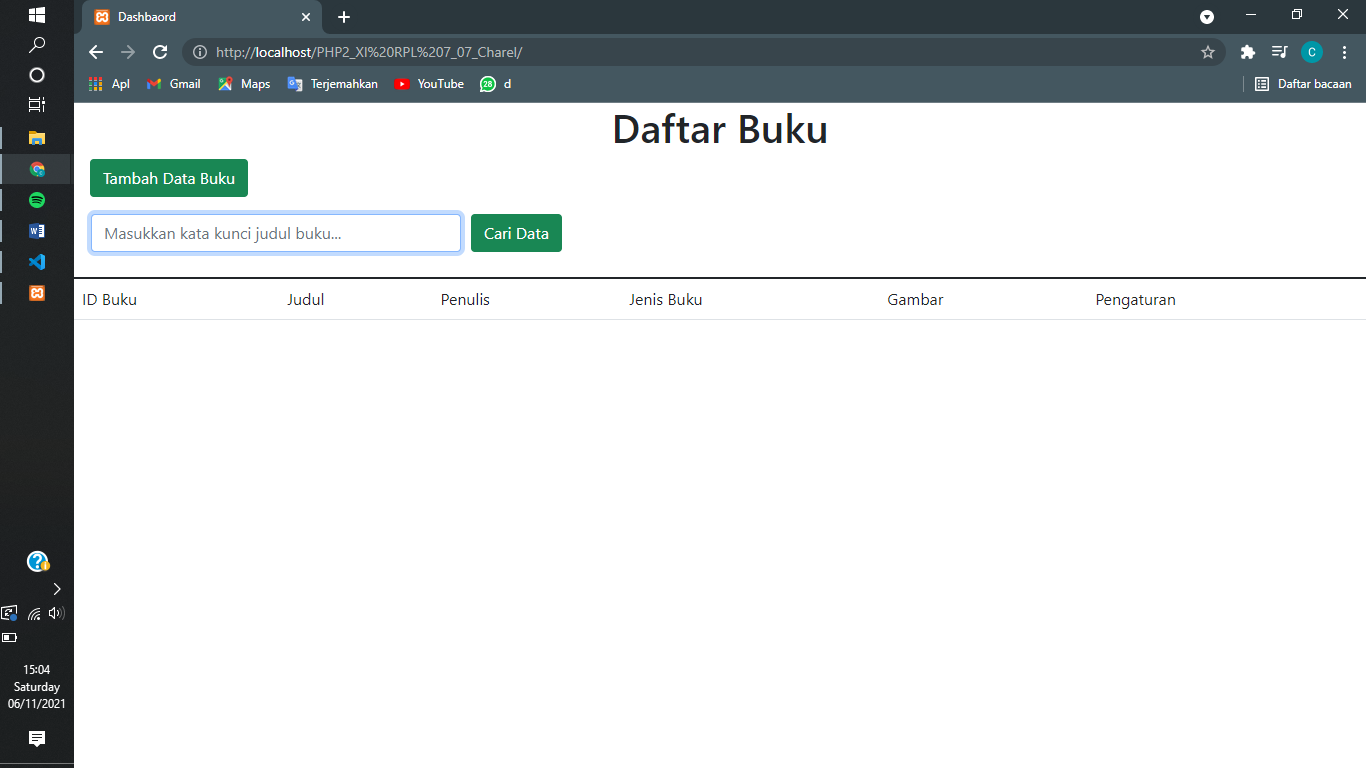 Dashbaord
http://localhost/PHP2_XI%20RPL%207_07_Charel/
C
Apl
Gmail
Maps
Terjemahkan
YouTube
28
d
Daftar bacaan
Daftar Buku
Tambah Data Buku
Masukkan kata kunci judul buku...
Cari Data
ID Buku Judul Penulis Jenis Buku Gambar Pengaturan
15:04
Saturday
06/11/2021